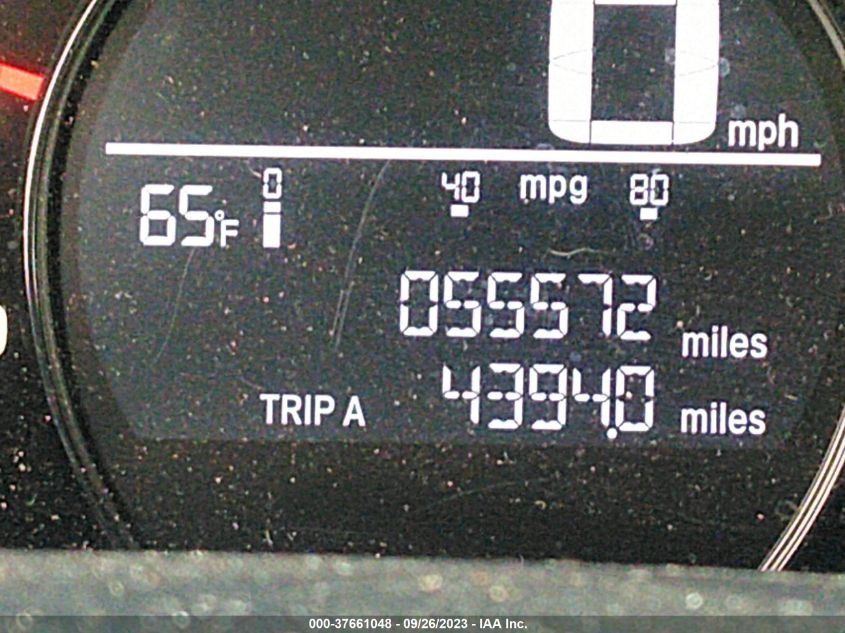 0 mph
0 40 mpg 80
65°F
055572 miles
TRIP A 4394.0 miles
000-37661048 - 09/26/2023 - IAA Inc.